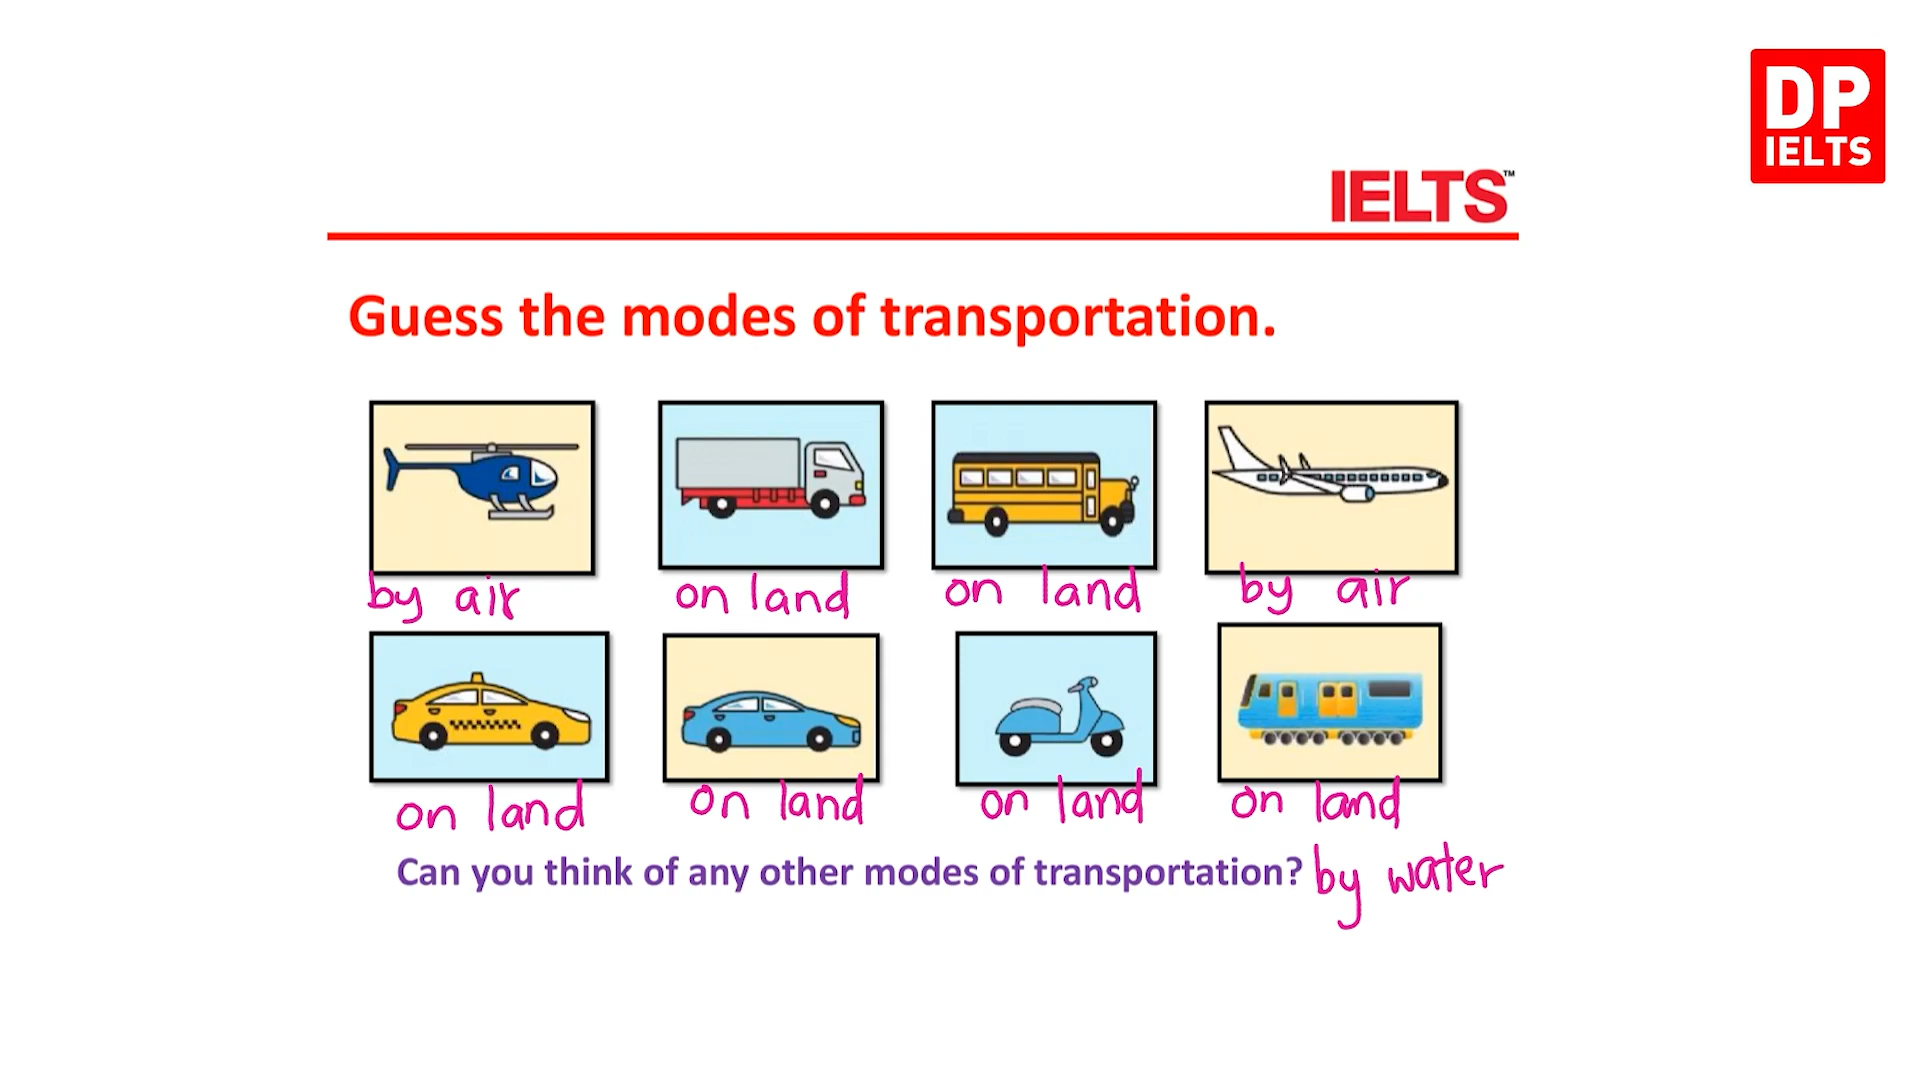 DP
IELTS
IELTS™
Guess the modes of transportation.
by air
on land
on land
by air
on land
on land
on land
on land
Can you think of any other modes of transportation? by water